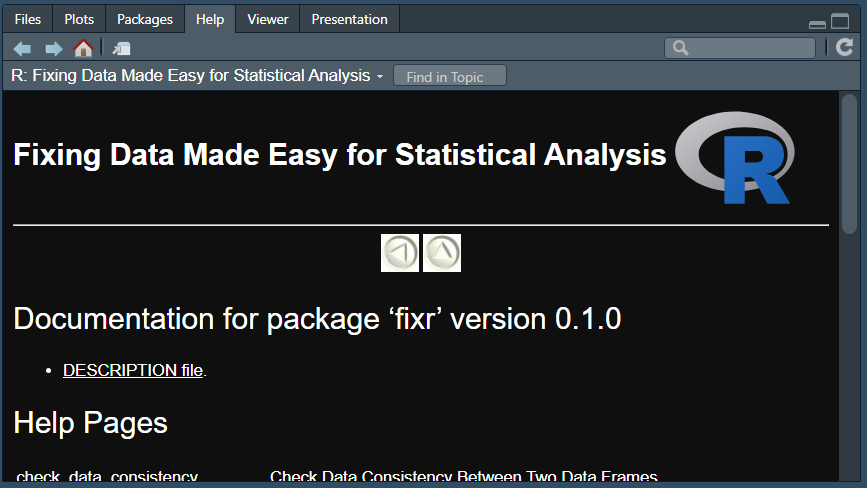 Files Plots Packages Help Viewer Presentation
R: Fixing Data Made Easy for Statistical Analysis Find in Topic
Fixing Data Made Easy for Statistical Analysis R
Documentation for package ‘fixr’ version 0.1.0
• DESCRIPTION file.
Help Pages
check_data_consistency Check Data Consistency Between Two Data Frames